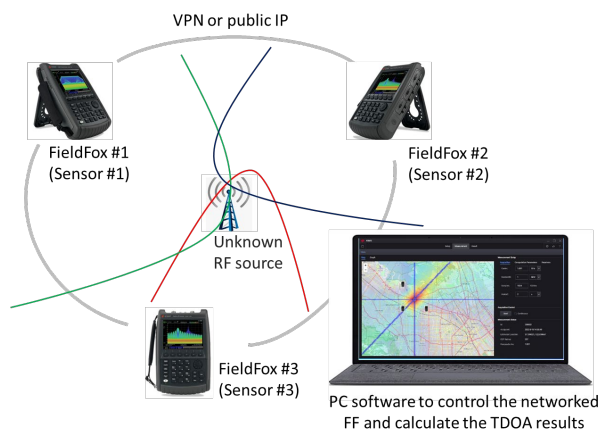 VPN or public IP
FieldFox #1
(Sensor #1)
FieldFox #2
(Sensor #2)
Unknown
RF source
FieldFox #3
(Sensor #3)
PC software to control the networked
FF and calculate the TDOA results